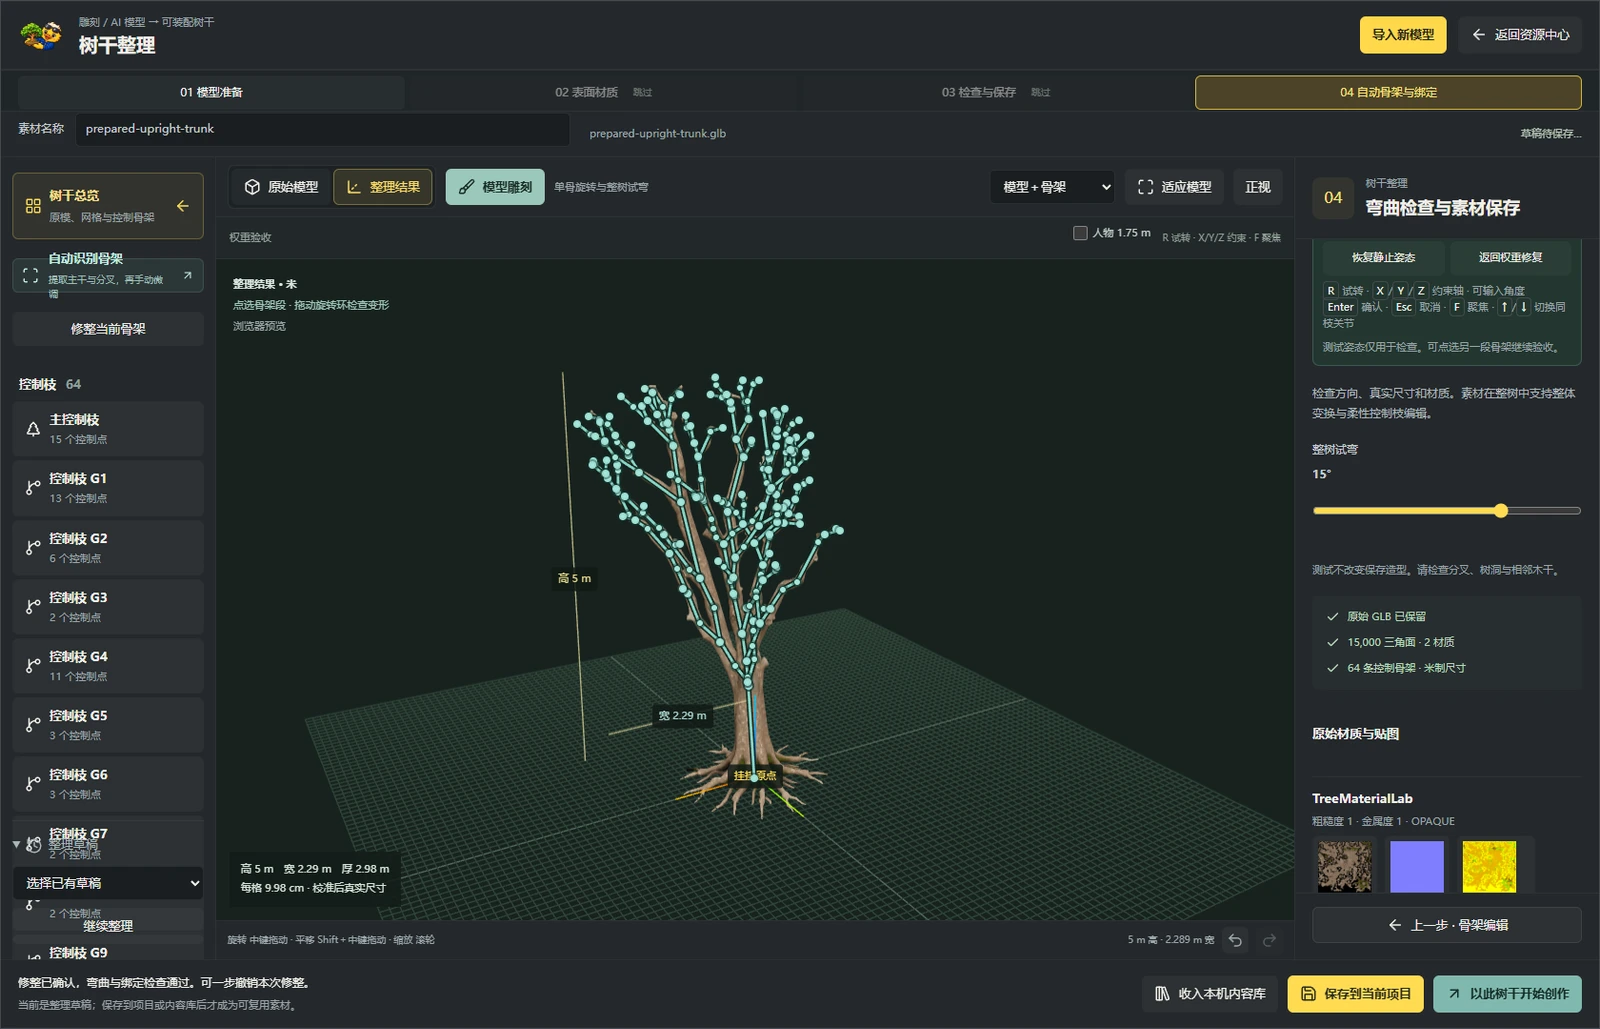 雕刻 / AI 模型 → 可装配树干
树干整理
导入新模型
返回资源中心
01 模型准备
02 表面材质 跳过
03 检查与保存 跳过
04 自动骨架与绑定
素材名称
prepared-upright-trunk
prepared-upright-trunk.glb
草稿待保存...
树干总览
原模、网格与控制骨架
自动识别骨架
提取主干与分叉，再手动微
调
修整当前骨架
控制枝 64
主控制枝
15 个控制点
控制枝 G1
13 个控制点
控制枝 G2
6 个控制点
控制枝 G3
2 个控制点
控制枝 G4
11 个控制点
控制枝 G5
3 个控制点
控制枝 G6
3 个控制点
控制枝 G7
整理草稿
2 个控制点
选择已有草稿
2 个控制点
继续整理
控制枝 G9
原始模型
整理结果
模型雕刻
单骨旋转与整树试弯
模型 + 骨架
适应模型
正视
权重验收
人物 1.75 m
R 试转 · X/Y/Z 约束 · F 聚焦
整理结果 • 未
点选骨架段 · 拖动旋转环检查变形
浏览器预览
高 5 m
宽 2.29 m
挂接原点
高 5 m 宽 2.29 m 厚 2.98 m
每格 9.98 cm · 校准后真实尺寸
旋转 中键拖动 · 平移 Shift + 中键拖动 · 缩放 滚轮
5 m 高 · 2.289 m 宽
04
树干整理
弯曲检查与素材保存
恢复静止姿态
返回权重修复
R 试转 · X / Y / Z 约束轴 · 可输入角度
Enter 确认 · Esc 取消 · F 聚焦 · ↑ / ↓ 切换同
枝关节
测试姿态仅用于检查。可点选另一段骨架继续验收。
检查方向、真实尺寸和材质。素材在整树中支持整体
变换与柔性控制枝编辑。
整树试弯
15°
测试不改变保存造型。请检查分叉、树洞与相邻木干。
原始 GLB 已保留
15,000 三角面 · 2 材质
64 条控制骨架 · 米制尺寸
原始材质与贴图
TreeMaterialLab
粗糙度 1 · 金属度 1 · OPAQUE
上一步 · 骨架编辑
修整已确认，弯曲与绑定检查通过。可一步撤销本次修整。
当前是整理草稿；保存到项目或内容库后才成为可复用素材。
收入本机内容库
保存到当前项目
以此树干开始创作